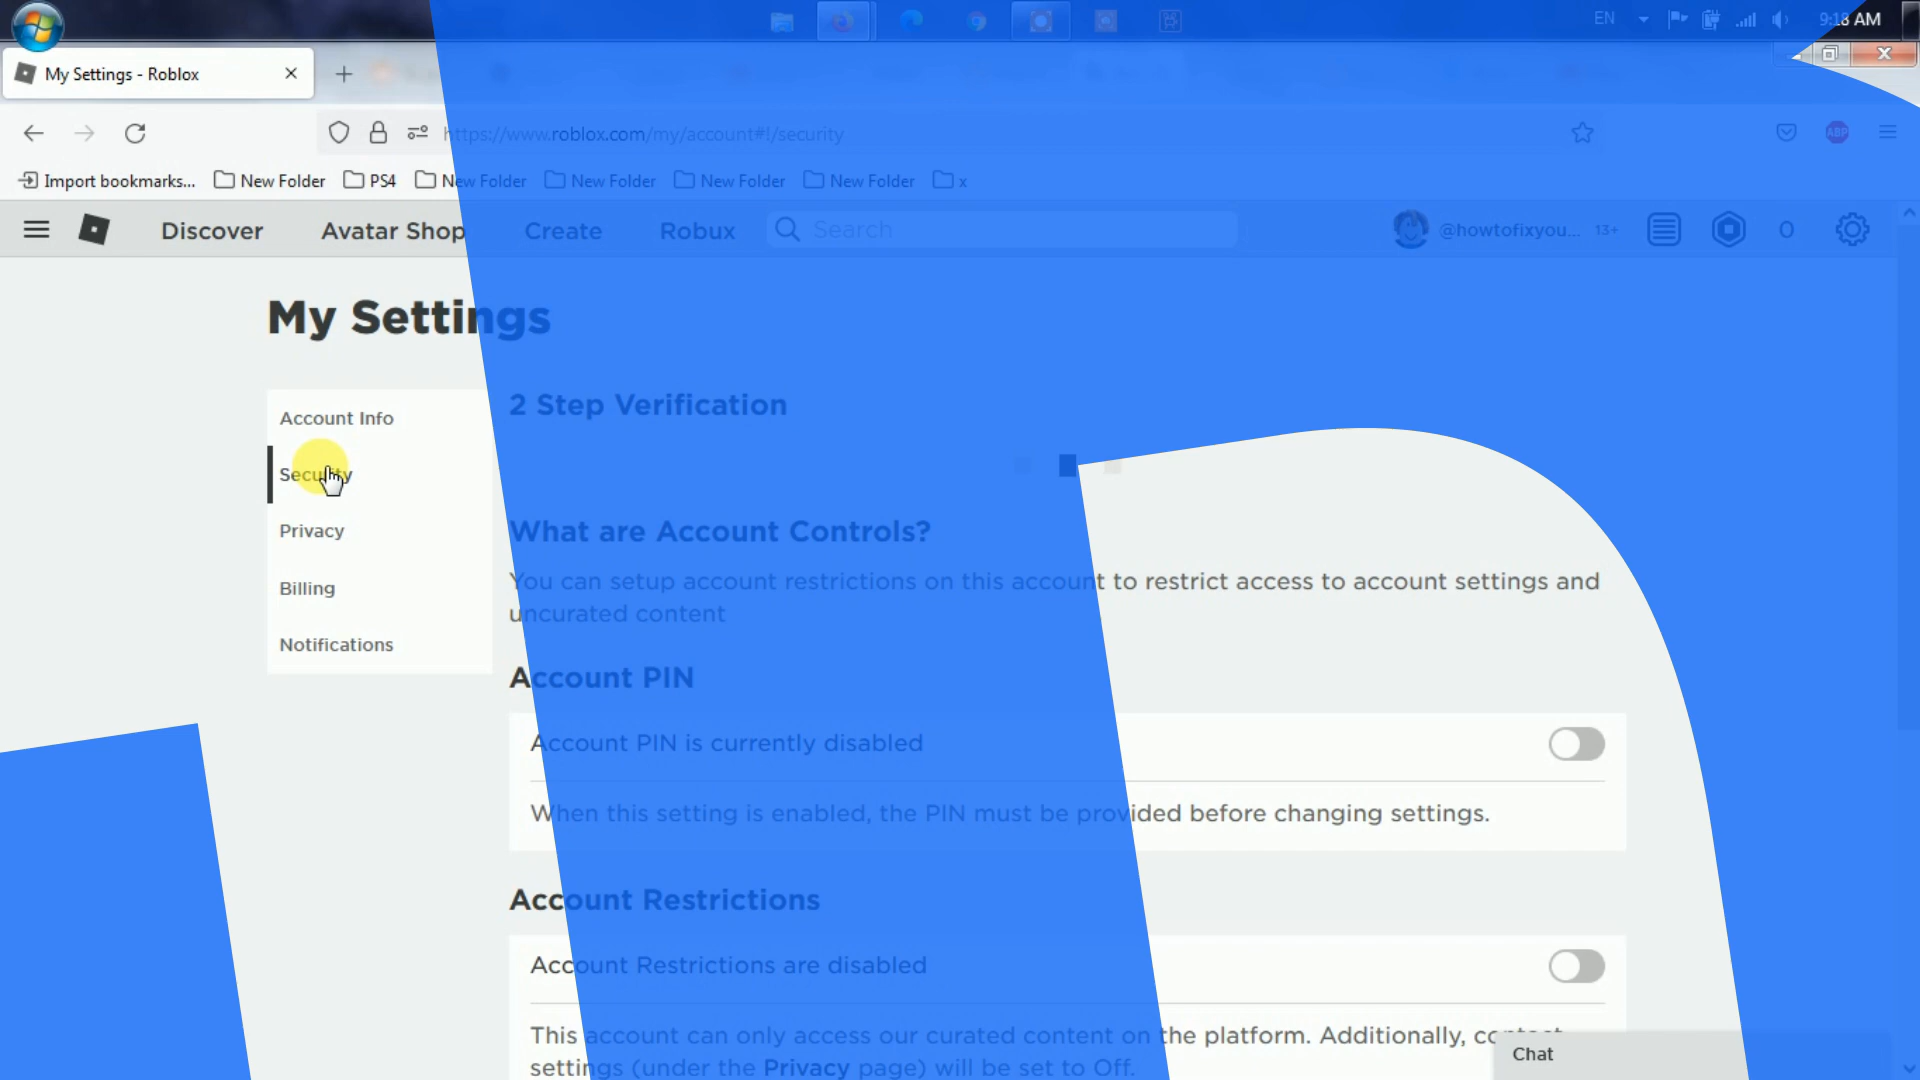 EN
9:18 AM
My Settings - Roblox
https://www.roblox.com/my/account#!/security
Import bookmarks...
New Folder
PS4
New Folder
New Folder
New Folder
New Folder
x
ABP
Discover
Avatar Shop
Create
Robux
Search
@howtofixyou...
13+
0
My Settings
Account Info
Security
Privacy
Billing
Notifications
2 Step Verification
What are Account Controls?
You can setup account restrictions on this account to restrict access to account settings and
uncurated content
Account PIN
Account PIN is currently disabled
When this setting is enabled, the PIN must be provided before changing settings.
Account Restrictions
Account Restrictions are disabled
This account can only access our curated content on the platform. Additionally, contact
settings (under the Privacy page) will be set to Off.
Chat